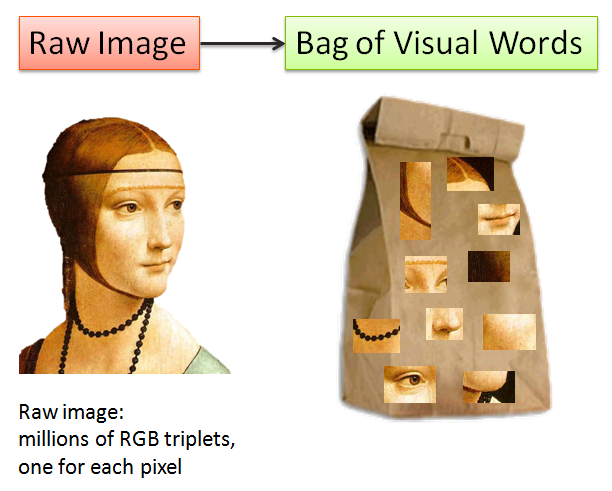 Raw Image
Bag of Visual Words
Raw image:
millions of RGB triplets,
one for each pixel